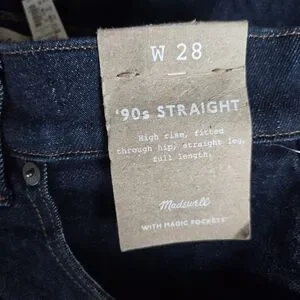 W 28
'90s STRAIGHT
High rise, fitted
through hip, straight leg,
full length.
Madewell
WITH MAGIC POCKETS